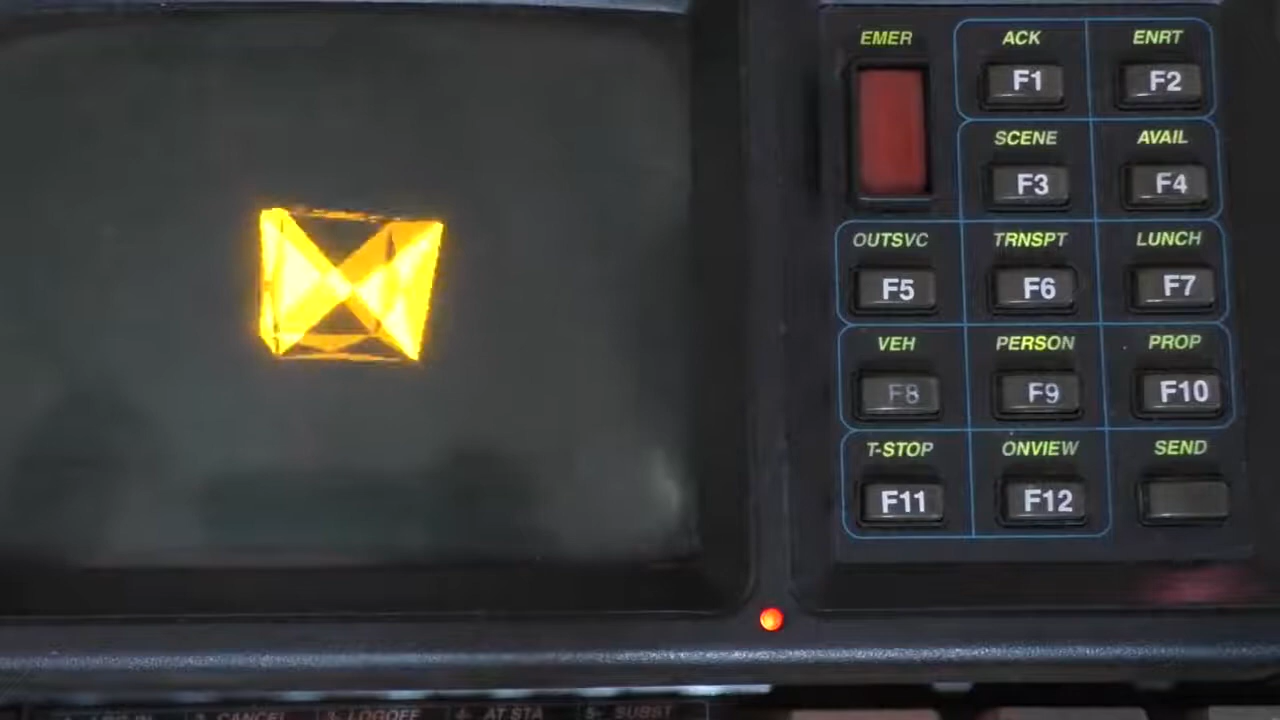 EMER ACK ENRT
F1 F2
SCENE AVAIL
F3 F4
OUTSVC TRNSPT LUNCH
F5 F6 F7
VEH PERSON PROP
F8 F9 F10
T-STOP ONVIEW SEND
F11 F12
CANCEL LOGOFF AT STA SUBST